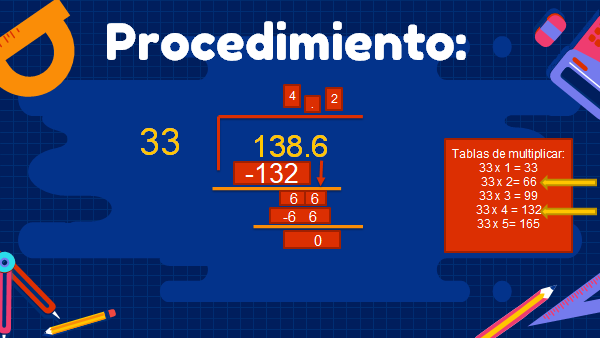 Procedimiento:
4 . 2
33 138.6
-132
6 6
-6 6
0
Tablas de multiplicar:
33 x 1 = 33
33 x 2= 66
33 x 3 = 99
33 x 4 = 132
33 x 5= 165